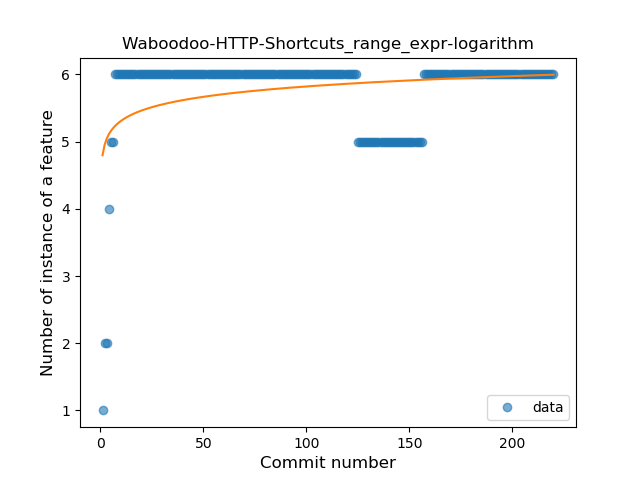 Waboodoo-HTTP-Shortcuts_range_expr-logarithm
Number of instance of a feature
6
5
4
3
2
1
0
50
100
150
200
Commit number
data